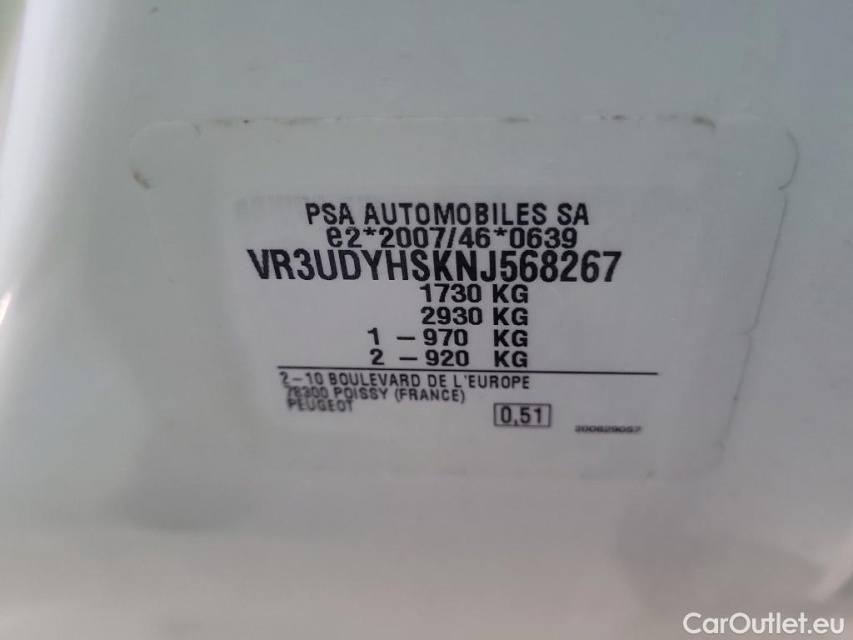 PSA AUTOMOBILES SA
e2*2007/46*0639
VR3UDYHSKNJ568267
1730 KG
2930 KG
1 – 970 KG
2 – 920 KG
2–10 BOULEVARD DE L'EUROPE
78300 POISSY (FRANCE)
PEUGEOT
0,51
CarOutlet.eu